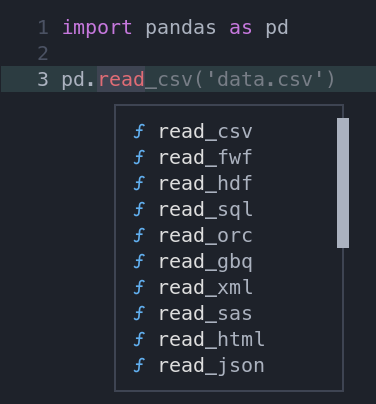 1 import pandas as pd
2
3 pd.read_csv('data.csv')
ƒ read_csv
ƒ read_fwf
ƒ read_hdf
ƒ read_sql
ƒ read_orc
ƒ read_gbq
ƒ read_xml
ƒ read_sas
ƒ read_html
ƒ read_json